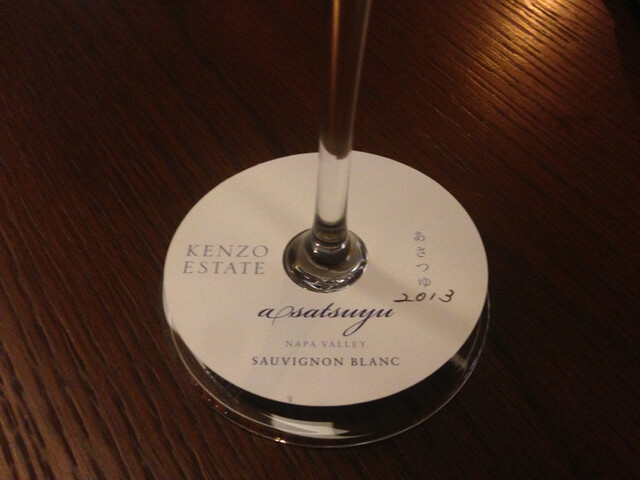 KENZO
ESTATE
あさつゆ
2013
asatsuyu
NAPA VALLEY
SAUVIGNON BLANC